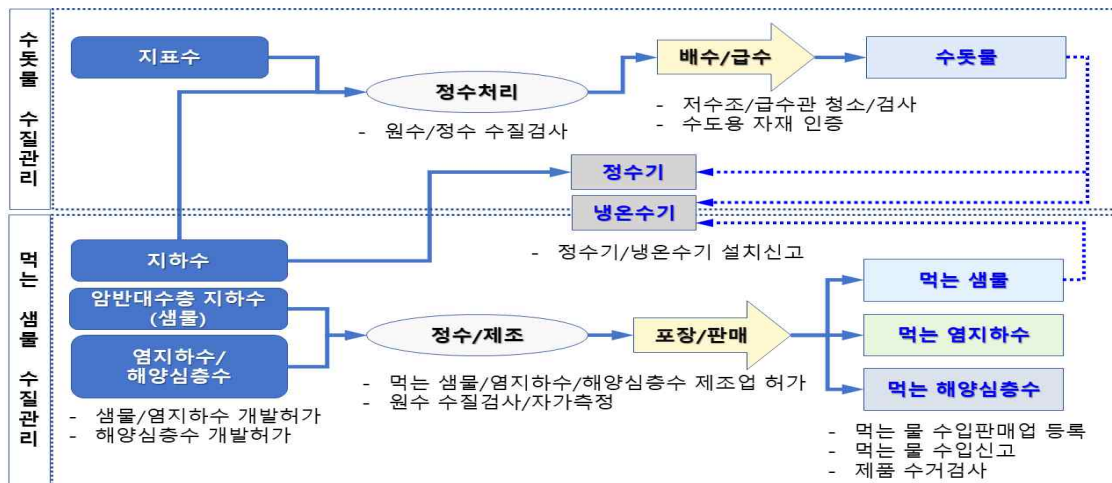 수돗물 수질관리
지표수
정수처리
- 원수/정수 수질검사
배수/급수
- 저수조/급수관 청소/검사
- 수도용 자재 인증
수돗물
정수기
냉온수기
- 정수기/냉온수기 설치신고
먹는 샘물 수질관리
지하수
암반대수층 지하수
(샘물)
염지하수/
해양심층수
- 샘물/염지하수 개발허가
- 해양심층수 개발허가
정수/제조
- 먹는 샘물/염지하수/해양심층수 제조업 허가
- 원수 수질검사/자가측정
포장/판매
먹는 샘물
먹는 염지하수
먹는 해양심층수
- 먹는 물 수입판매업 등록
- 먹는 물 수입신고
- 제품 수거검사